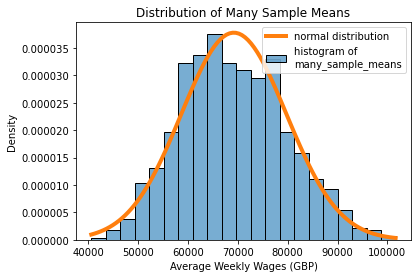 Distribution of Many Sample Means
normal distribution
histogram of
many_sample_means
0.000035
0.000030
0.000025
0.000020
0.000015
0.000010
0.000005
0.000000
Density
40000 50000 60000 70000 80000 90000 100000
Average Weekly Wages (GBP)